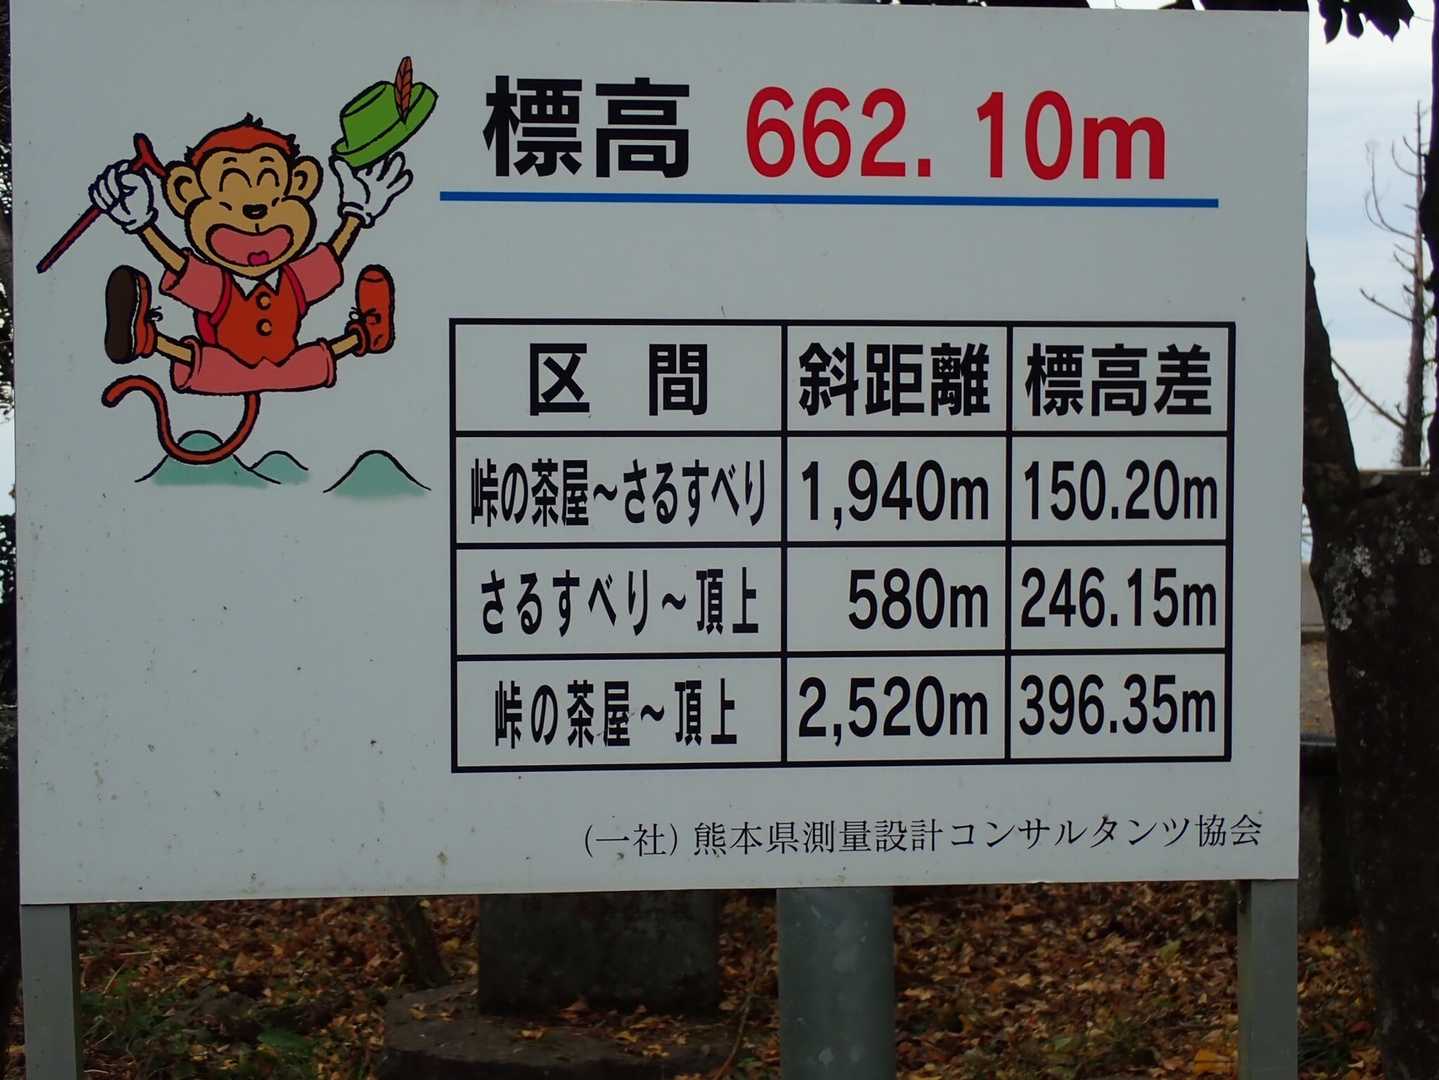 標高 662.10m
区間 斜距離 標高差
峠の茶屋～さるすべり 1,940m 150.20m
さるすべり～頂上 580m 246.15m
峠の茶屋～頂上 2,520m 396.35m
(一社)熊本県測量設計コンサルタンツ協会